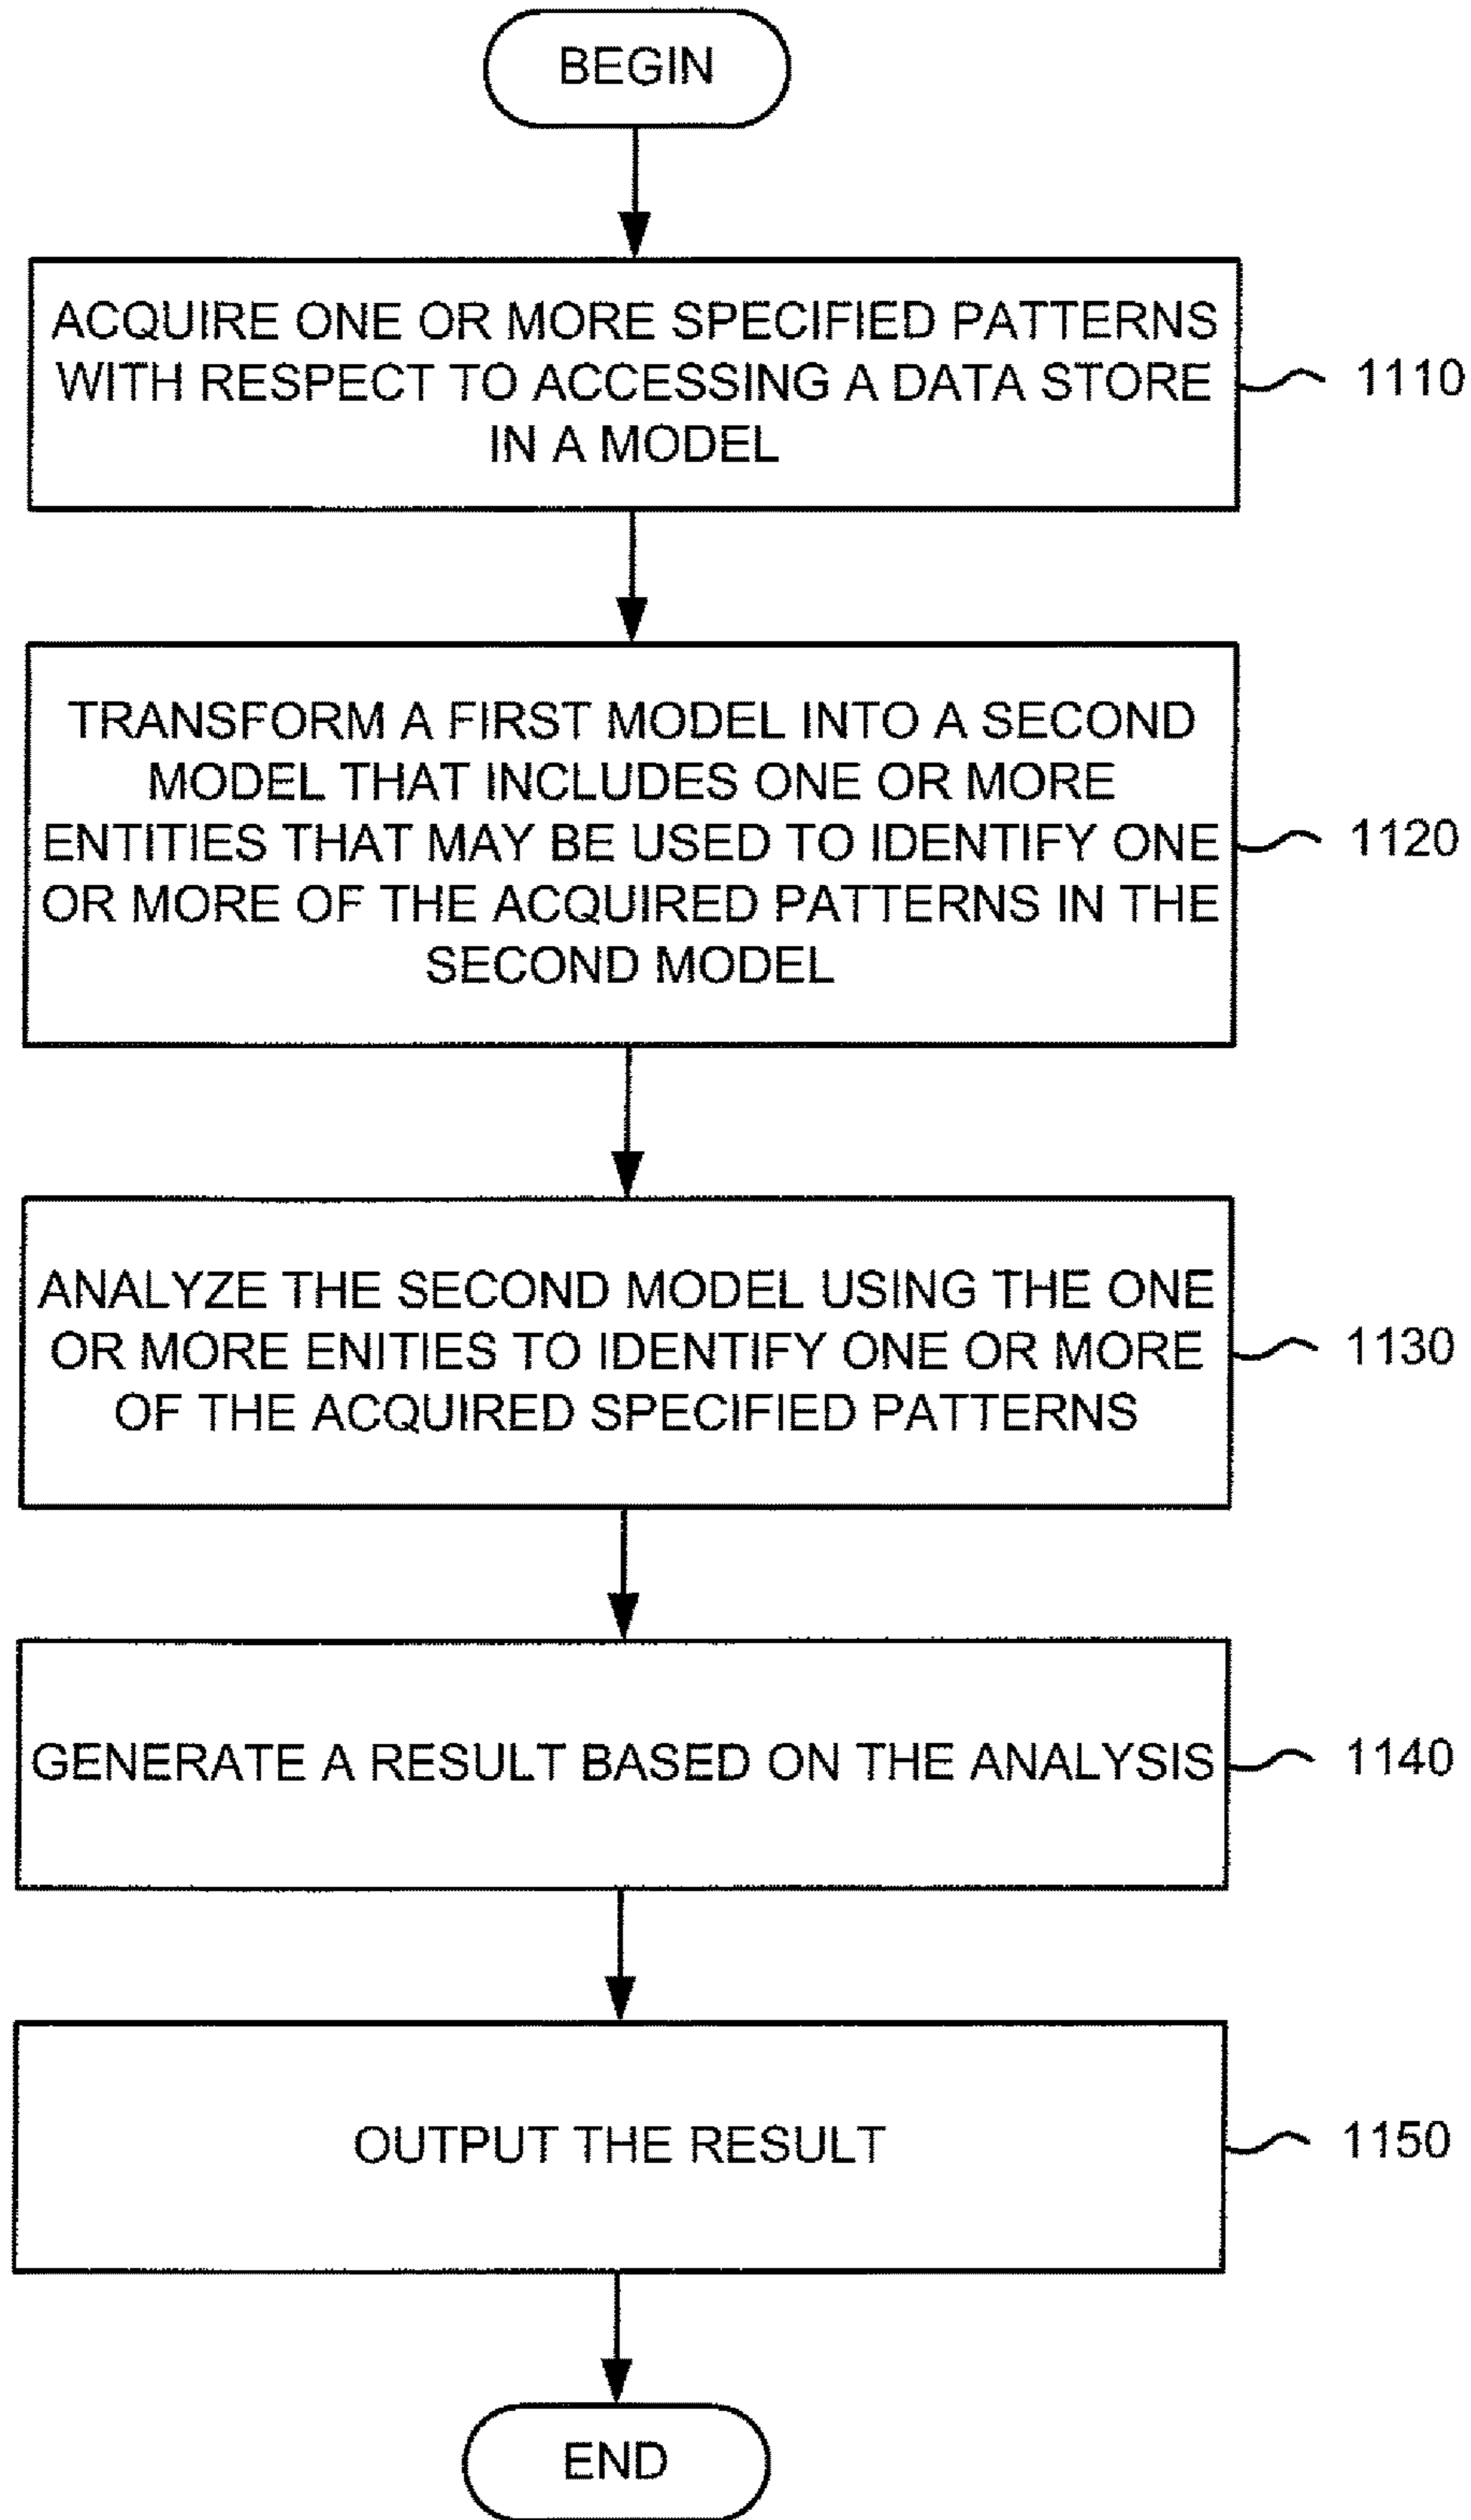 BEGIN
ACQUIRE ONE OR MORE SPECIFIED PATTERNS
WITH RESPECT TO ACCESSING A DATA STORE
IN A MODEL
1110
TRANSFORM A FIRST MODEL INTO A SECOND
MODEL THAT INCLUDES ONE OR MORE
ENTITIES THAT MAY BE USED TO IDENTIFY ONE
OR MORE OF THE ACQUIRED PATTERNS IN THE
SECOND MODEL
1120
ANALYZE THE SECOND MODEL USING THE ONE
OR MORE ENITIES TO IDENTIFY ONE OR MORE
OF THE ACQUIRED SPECIFIED PATTERNS
1130
GENERATE A RESULT BASED ON THE ANALYSIS
1140
OUTPUT THE RESULT
1150
END